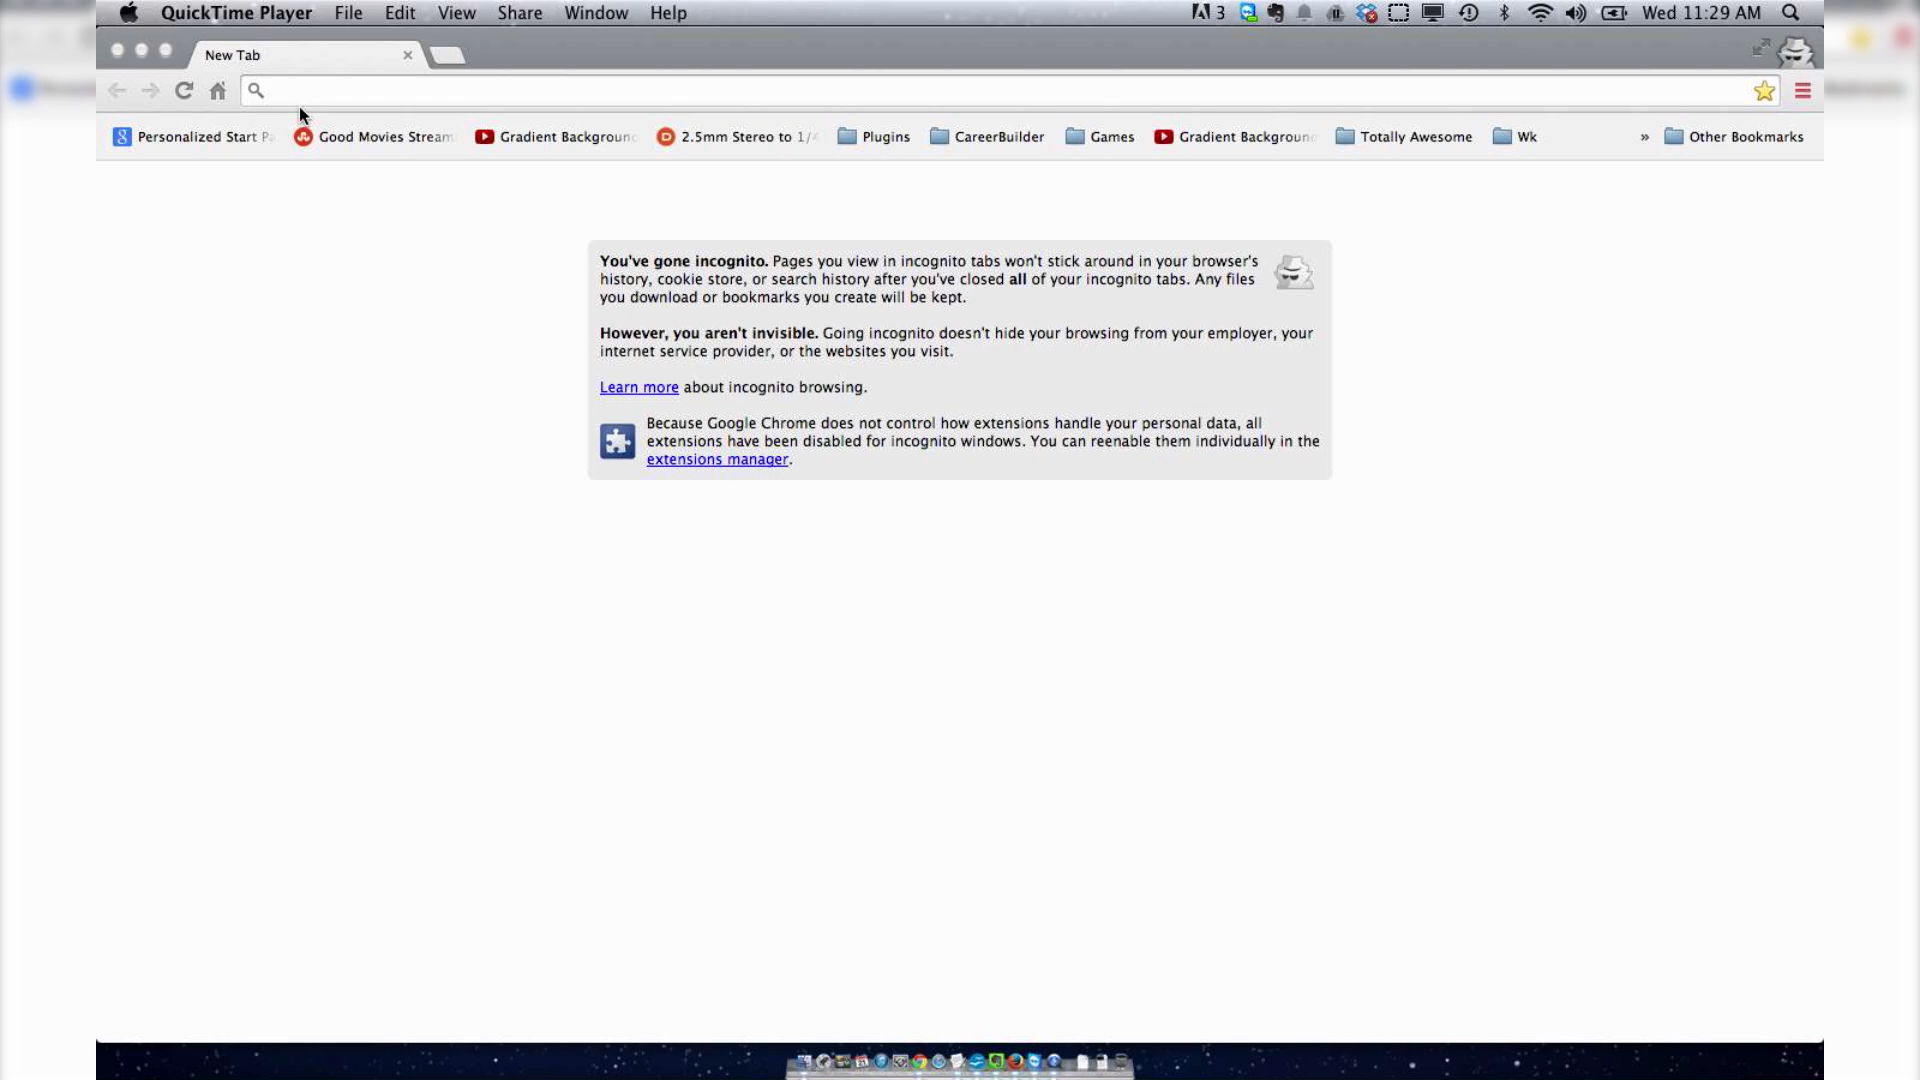 QuickTime Player File Edit View Share Window Help 3 Wed 11:29 AM
New Tab
Personalized Start Good Movies Stream Gradient Background 2.5mm Stereo to 1/4 Plugins CareerBuilder Games Gradient Background Totally Awesome Wk » Other Bookmarks
You've gone incognito. Pages you view in incognito tabs won't stick around in your browser's
history, cookie store, or search history after you've closed all of your incognito tabs. Any files
you download or bookmarks you create will be kept.
However, you aren't invisible. Going incognito doesn't hide your browsing from your employer, your
internet service provider, or the websites you visit.
Learn more about incognito browsing.
Because Google Chrome does not control how extensions handle your personal data, all
extensions have been disabled for incognito windows. You can reenable them individually in the
extensions manager.